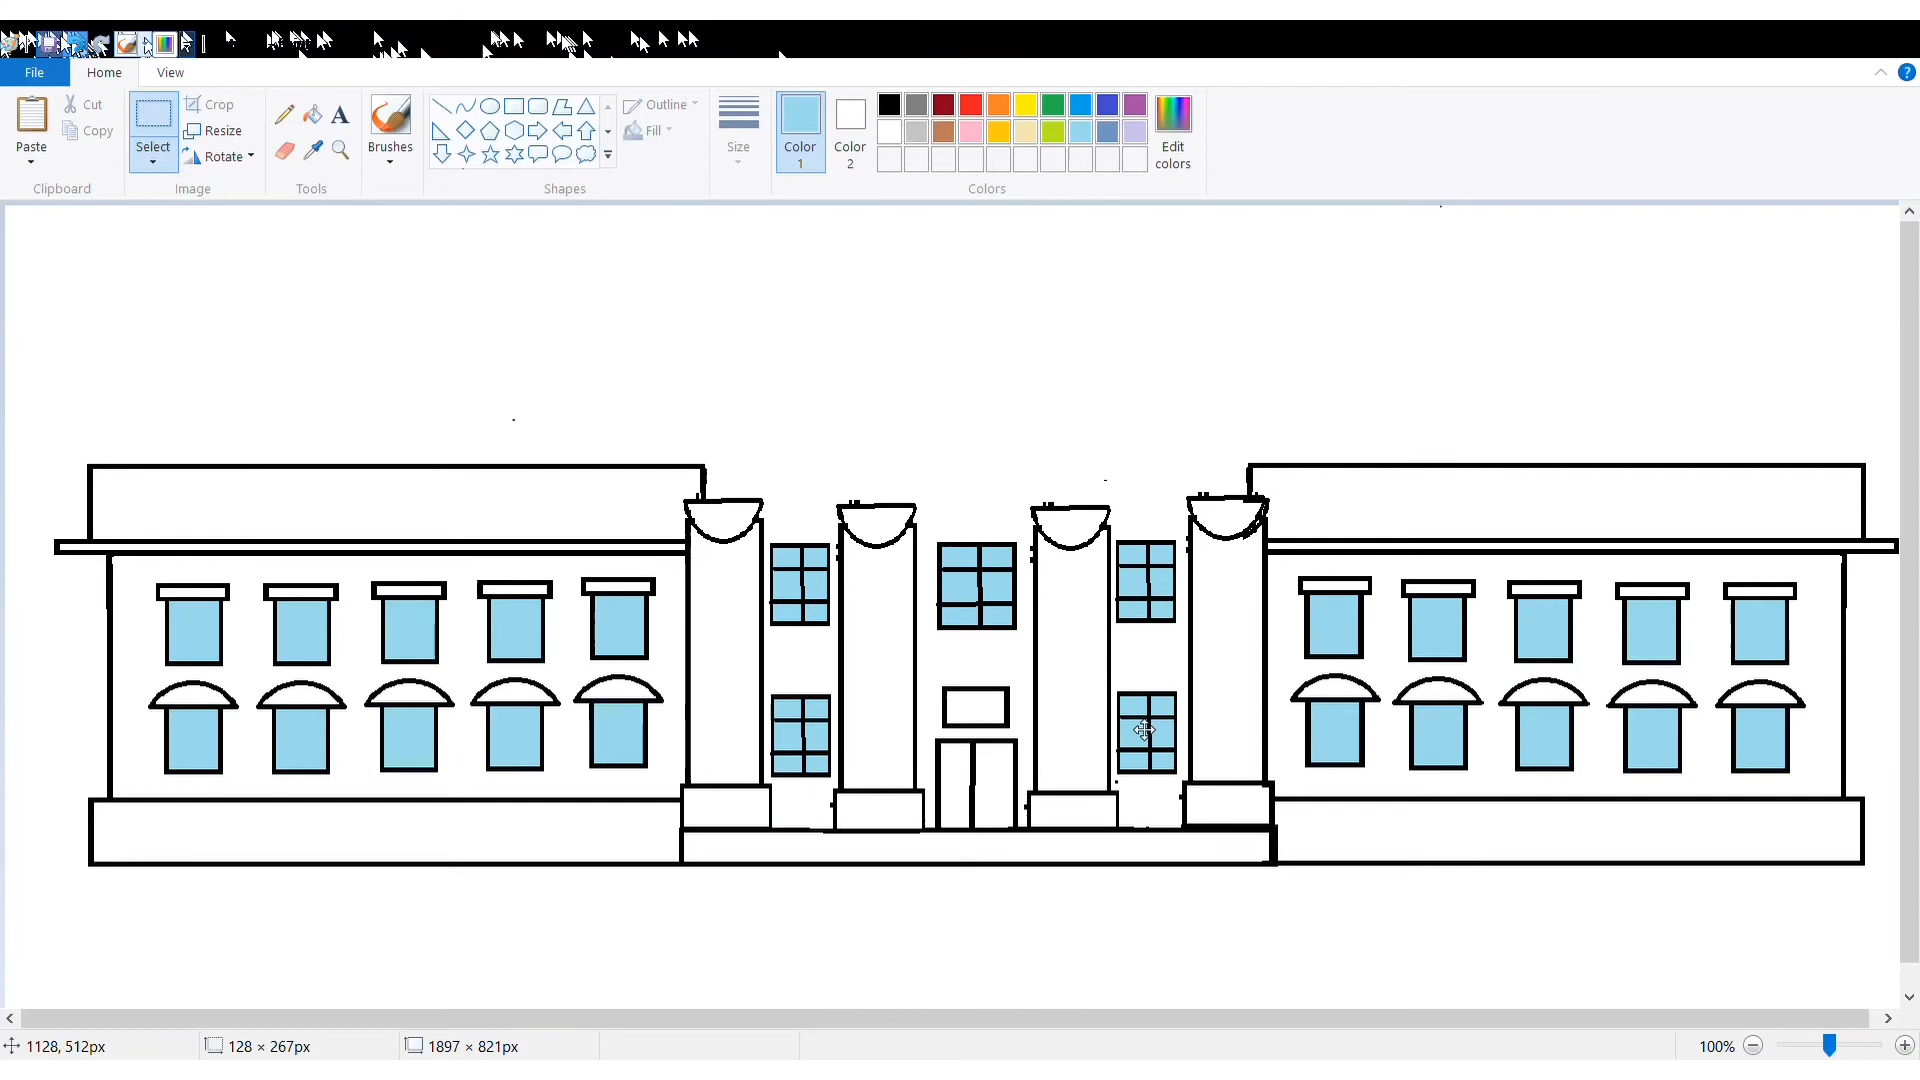 File Home View
Paste
Cut
Copy
Clipboard
Select
Crop
Resize
Rotate
Image
A
Tools
Brushes
Shapes
Outline
Fill
Size
Color 1
Color 2
Edit colors
Colors
1128, 512px 128 × 267px 1897 × 821px 100%